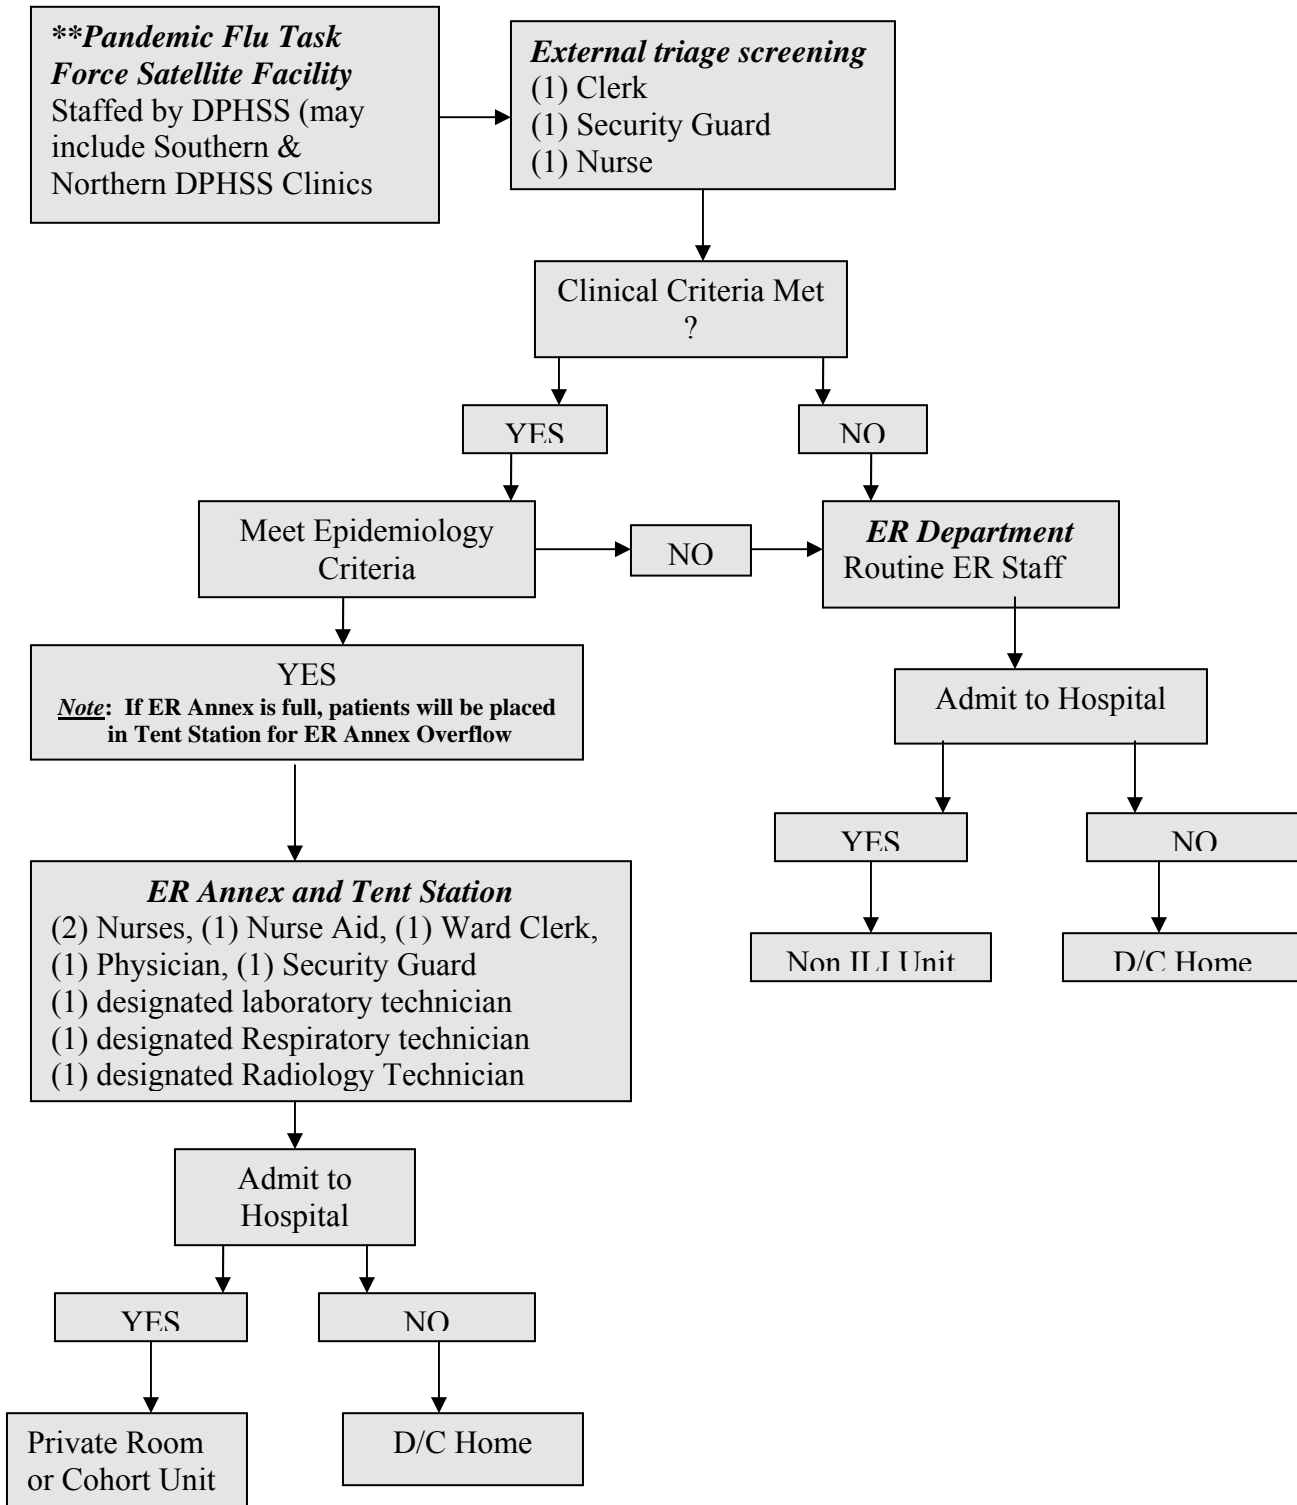 **Pandemic Flu Task
Force Satellite Facility
Staffed by DPHSS (may
include Southern &
Northern DPHSS Clinics
External triage screening
(1) Clerk
(1) Security Guard
(1) Nurse
Clinical Criteria Met
?
YES
NO
Meet Epidemiology
Criteria
NO
ER Department
Routine ER Staff
YES
Note: If ER Annex is full, patients will be placed
in Tent Station for ER Annex Overflow
Admit to Hospital
YES
NO
Non ILI Unit
D/C Home
ER Annex and Tent Station
(2) Nurses, (1) Nurse Aid, (1) Ward Clerk,
(1) Physician, (1) Security Guard
(1) designated laboratory technician
(1) designated Respiratory technician
(1) designated Radiology Technician
Admit to
Hospital
YES
NO
Private Room
or Cohort Unit
D/C Home